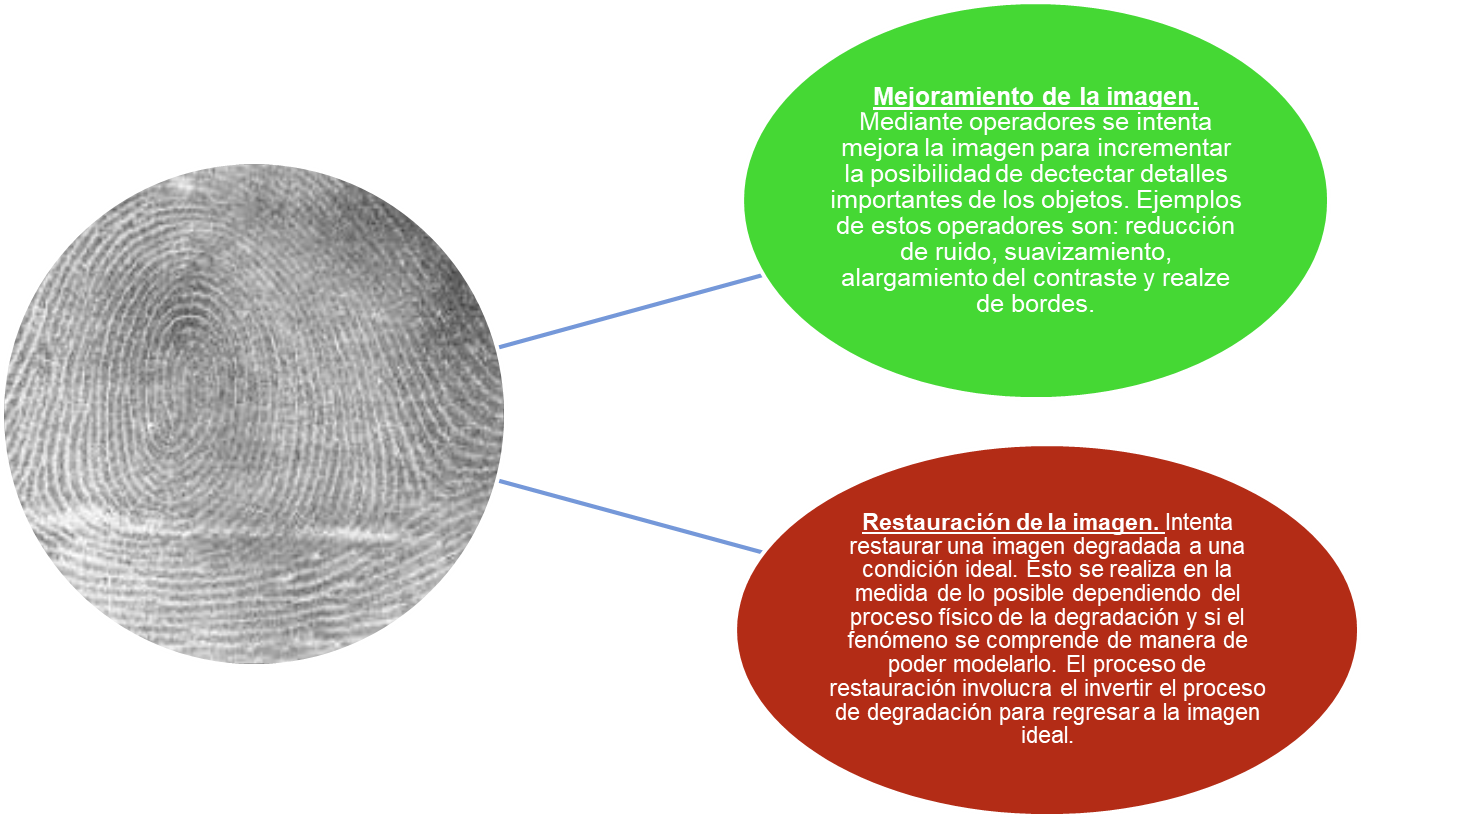 Mejoramiento de la imagen.
Mediante operadores se intenta
mejora la imagen para incrementar
la posibilidad de dectectar detalles
importantes de los objetos. Ejemplos
de estos operadores son: reducción
de ruido, suavizamiento,
alargamiento del contraste y realze
de bordes.
Restauración de la imagen. Intenta
restaurar una imagen degradada a una
condición ideal. Esto se realiza en la
medida de lo posible dependiendo del
proceso físico de la degradación y si el
fenómeno se comprende de manera de
poder modelarlo. El proceso de
restauración involucra el invertir el proceso
de degradación para regresar a la imagen
ideal.